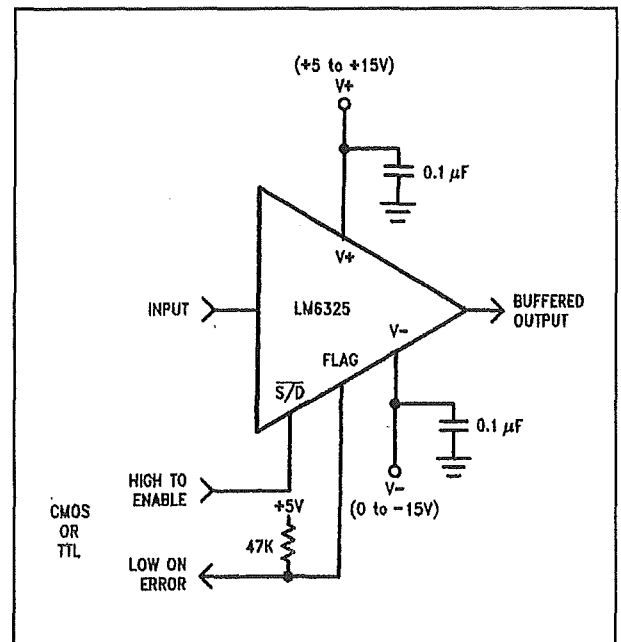 (+5 to +15V)
V+
0.1 μF
V+
INPUT
LM6325
BUFFERED
OUTPUT
V-
FLAG
S/D
0.1 μF
HIGH TO
ENABLE
V-
(0 to -15V)
+5V
CMOS
OR
TTL
47K
LOW ON
ERROR